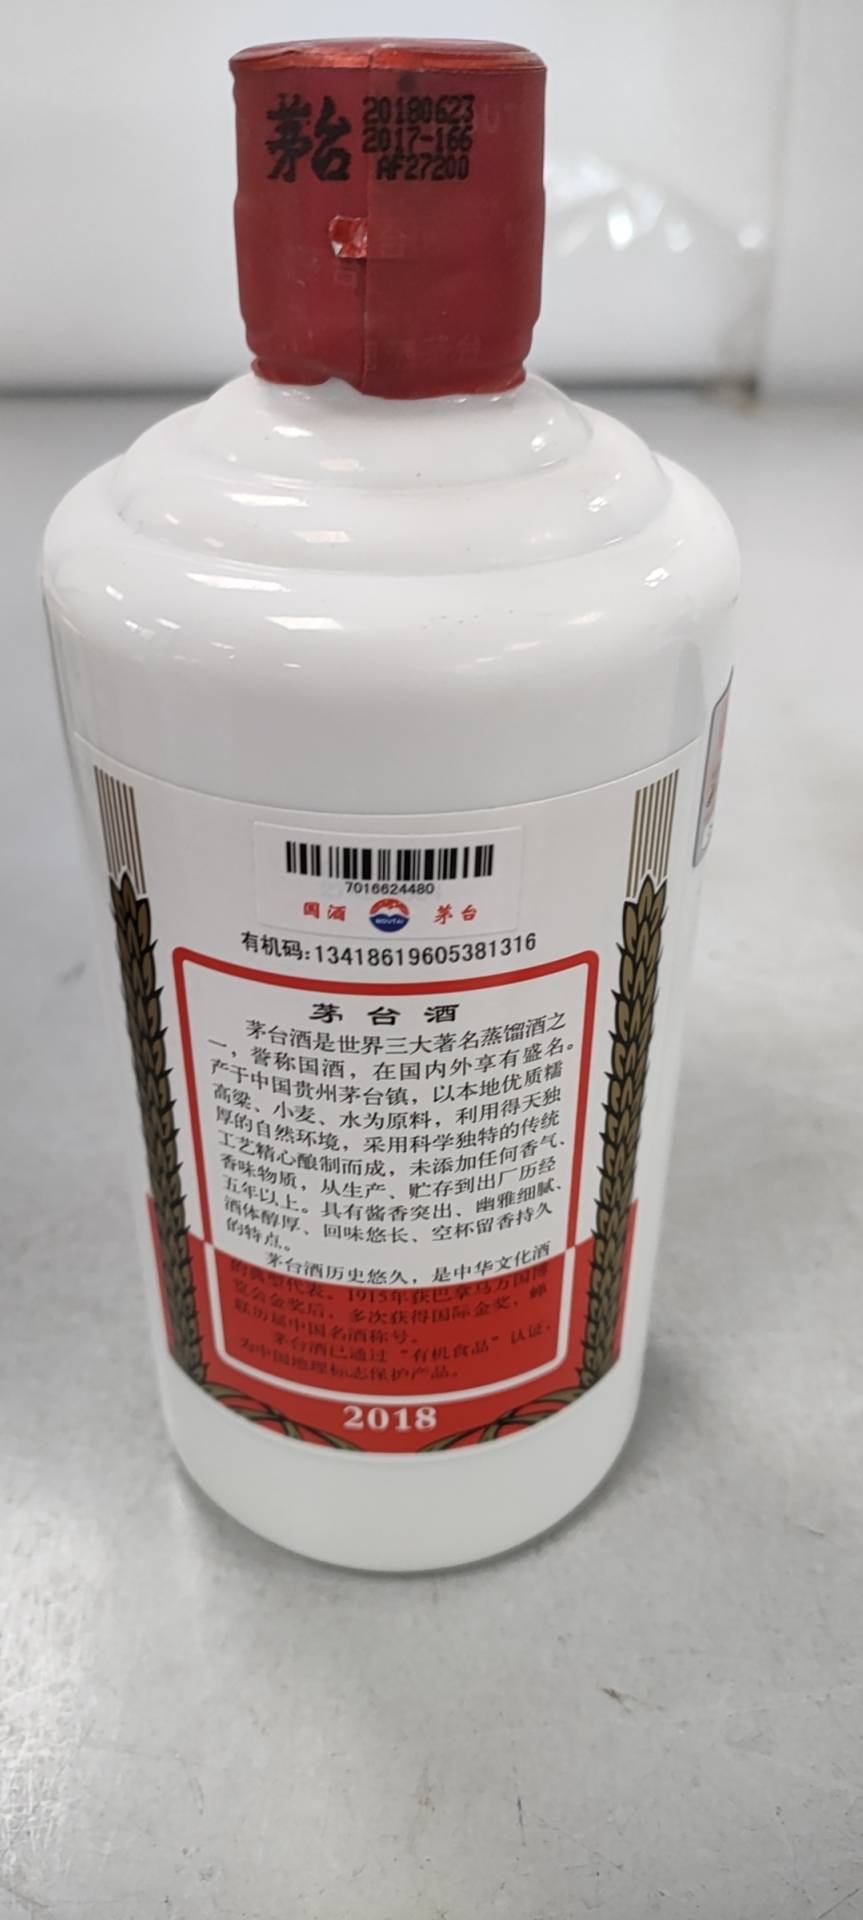 茅台
20180623
2017-166
AF27200
7016624480
国酒 MOUTAI 茅台
有机码:13418619605381316
茅台酒
茅台酒是世界三大著名蒸馏酒之
一，誉称国酒，在国内外享有盛名。
产于中国贵州茅台镇，以本地优质糯
高粱、小麦、水为原料，利用得天独
厚的自然环境，采用科学独特的传统
工艺精心酿制而成，未添加任何香气、
香味物质，从生产、贮存到出厂历经
五年以上。具有酱香突出、幽雅细腻、
酒体醇厚、回味悠长、空杯留香持久
的特点。
茅台酒历史悠久，是中华文化酒
的典型代表。1915年获巴拿马万国博
览会金奖后，多次获得国际金奖，蝉
联历届中国名酒称号。
茅台酒已通过“有机食品”认证，
为中国地理标志保护产品。
2018